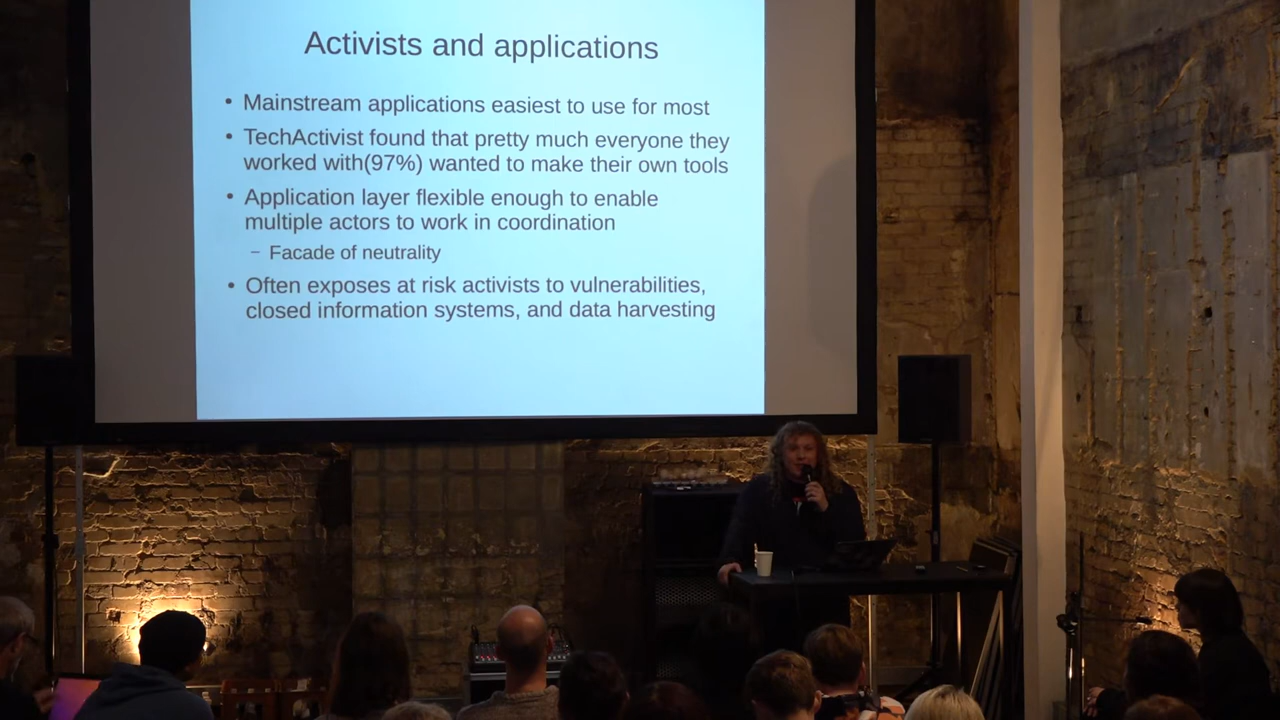 Activists and applications
• Mainstream applications easiest to use for most
• TechActivist found that pretty much everyone they
worked with(97%) wanted to make their own tools
• Application layer flexible enough to enable
multiple actors to work in coordination
– Facade of neutrality
• Often exposes at risk activists to vulnerabilities,
closed information systems, and data harvesting